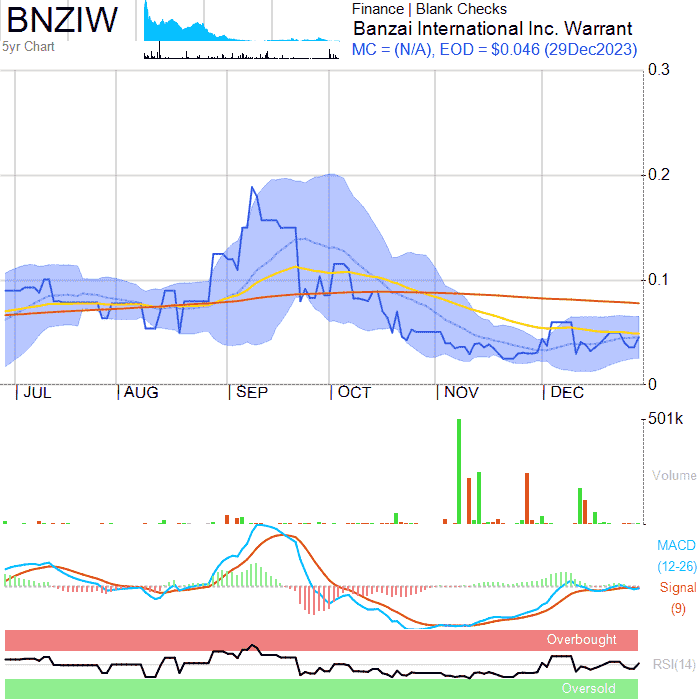 BNZIW
5yr Chart
Finance | Blank Checks
Banzai International Inc. Warrant
MC = (N/A), EOD = $0.046 (29Dec2023)
0.3
0.2
0.1
0
JUL AUG SEP OCT NOV DEC
501k
Volume
MACD
(12-26)
Signal
(9)
Overbought
RSI(14)
Oversold